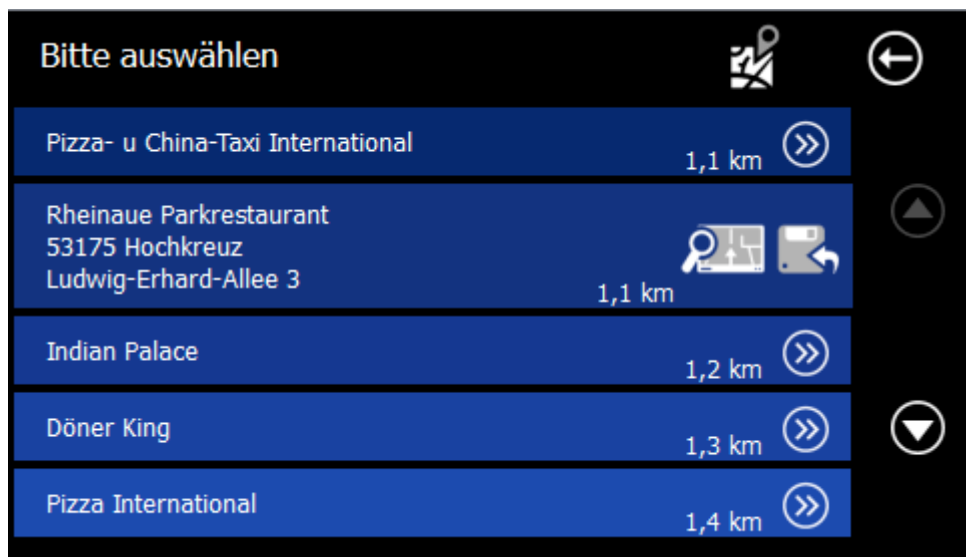 Bitte auswählen
Pizza- u China-Taxi International
1,1 km
Rheinaue Parkrestaurant
53175 Hochkreuz
Ludwig-Erhard-Allee 3
1,1 km
Indian Palace
1,2 km
Döner King
1,3 km
Pizza International
1,4 km